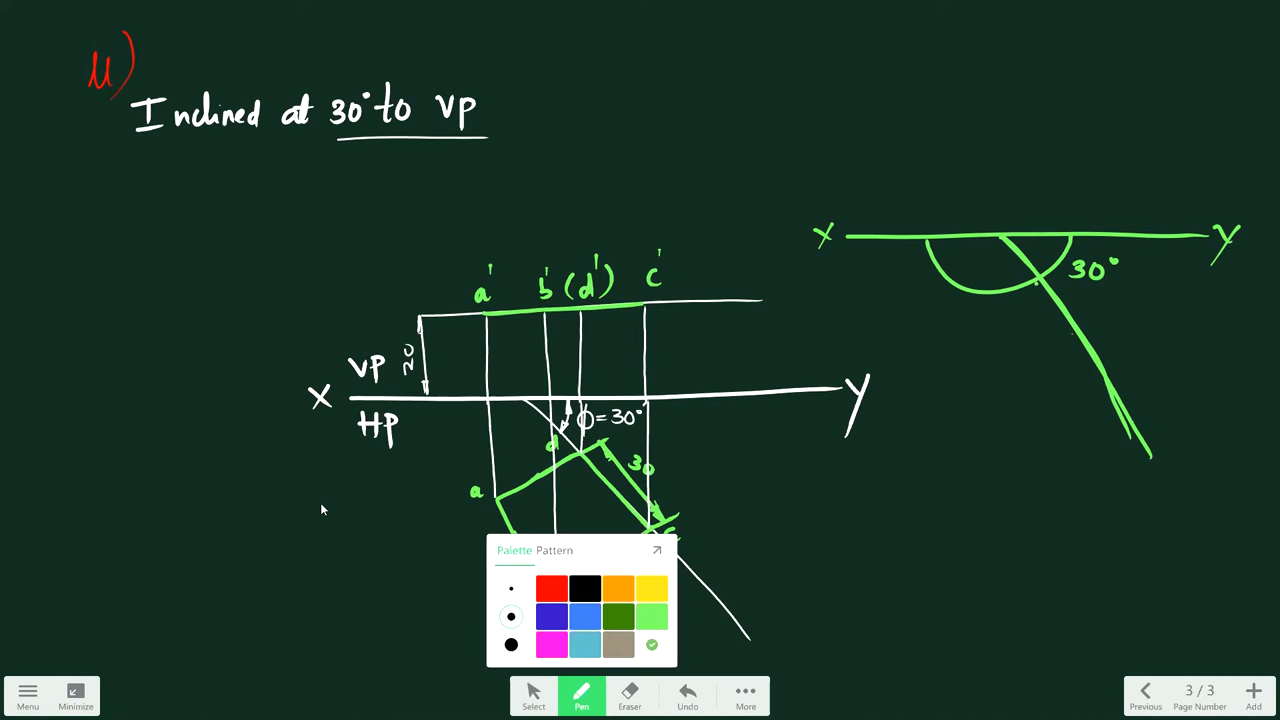 11)
Inclined at 30° to VP
X Y
30°
a' b' (d') c'
20
VP
X Y
HP
ϕ=30°
d
30
a
c
Palette Pattern
Menu Minimize Select Pen Eraser Undo More Previous 3 / 3 Page Number Add